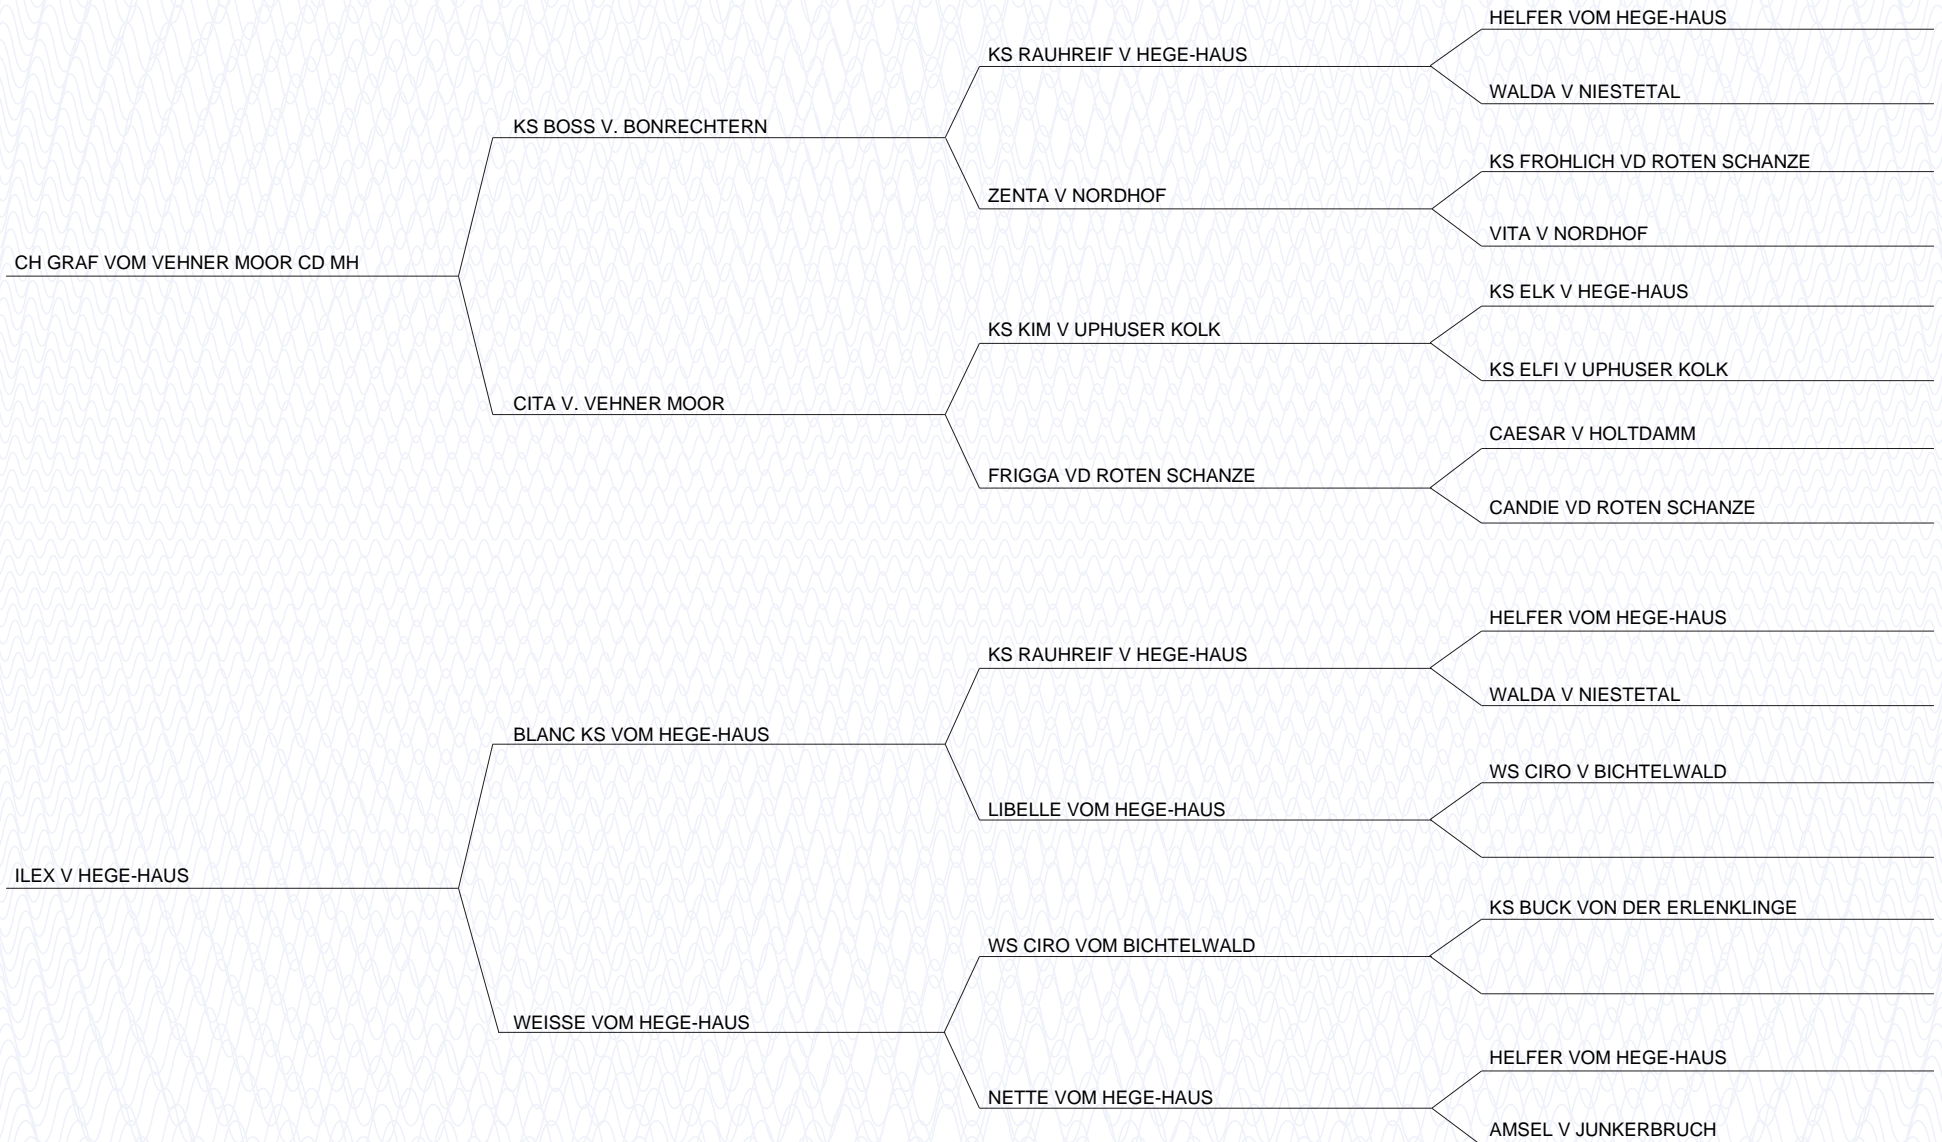 HELFER VOM HEGE-HAUS
KS RAUHREIF V HEGE-HAUS
WALDA V NIESTETAL
KS BOSS V. BONRECHTERN
KS FROHLICH VD ROTEN SCHANZE
ZENTA V NORDHOF
VITA V NORDHOF
CH GRAF VOM VEHNER MOOR CD MH
KS ELK V HEGE-HAUS
KS KIM V UPHUSER KOLK
KS ELFI V UPHUSER KOLK
CITA V. VEHNER MOOR
CAESAR V HOLTDAMM
FRIGGA VD ROTEN SCHANZE
CANDIE VD ROTEN SCHANZE
HELFER VOM HEGE-HAUS
KS RAUHREIF V HEGE-HAUS
WALDA V NIESTETAL
BLANC KS VOM HEGE-HAUS
WS CIRO V BICHTELWALD
LIBELLE VOM HEGE-HAUS
ILEX V HEGE-HAUS
KS BUCK VON DER ERLENKLINGE
WS CIRO VOM BICHTELWALD
WEISSE VOM HEGE-HAUS
HELFER VOM HEGE-HAUS
NETTE VOM HEGE-HAUS
AMSEL V JUNKERBRUCH